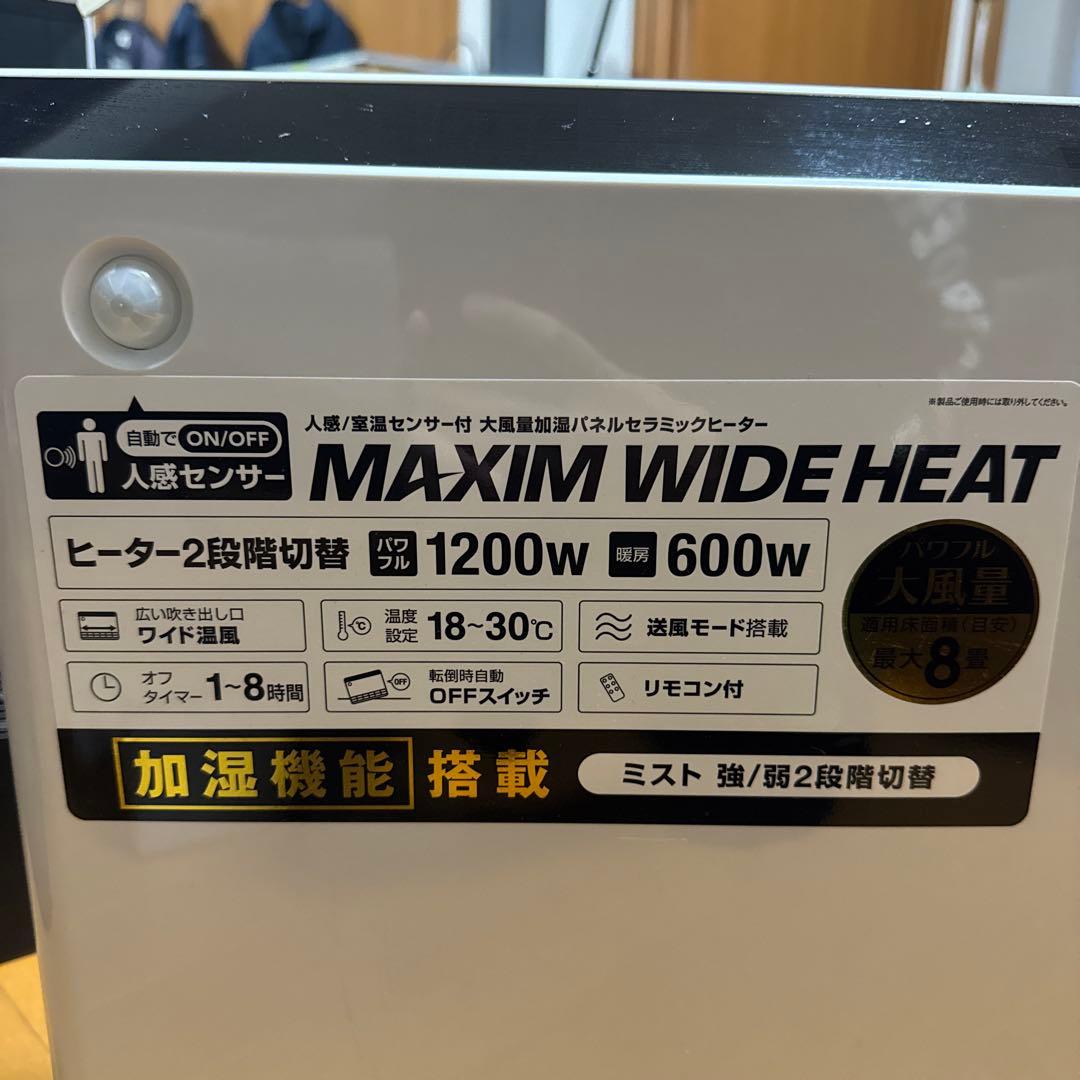 ※製品ご使用時には取り外してください。
人感/室温センサー付 大風量加湿パネルセラミックヒーター
自動で ON/OFF
人感センサー
MAXIM WIDE HEAT
ヒーター2段階切替 パワフル 1200W 暖房 600W
パワフル
大風量
適用床面積(目安)
最大8畳
広い吹き出し口
ワイド温風
℃ 温度設定 18~30℃
送風モード搭載
オフタイマー 1~8時間
OFF 転倒時自動
OFFスイッチ
リモコン付
加湿機能 搭載 ミスト 強/弱2段階切替